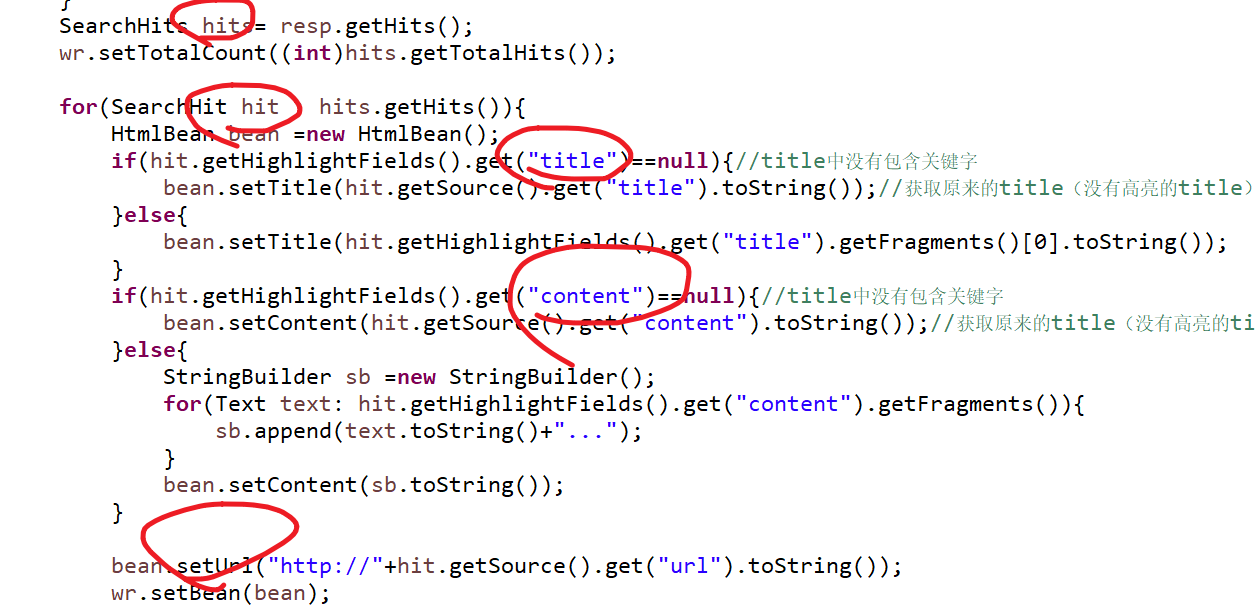 }
SearchHits hits= resp.getHits();
wr.setTotalCount((int)hits.getTotalHits());
for(SearchHit hit hits.getHits()){
HtmlBean bean =new HtmlBean();
if(hit.getHighlightFields().get("title")==null){//title中没有包含关键字
bean.setTitle(hit.getSource().get("title").toString());//获取原来的title（没有高亮的title）
}else{
bean.setTitle(hit.getHighlightFields().get("title").getFragments()[0].toString());
}
if(hit.getHighlightFields().get("content")==null){//title中没有包含关键字
bean.setContent(hit.getSource().get("content").toString());//获取原来的title（没有高亮的ti
}else{
StringBuilder sb =new StringBuilder();
for(Text text: hit.getHighlightFields().get("content").getFragments()){
sb.append(text.toString()+"...");
}
bean.setContent(sb.toString());
}
bean.setUrl("http://"+hit.getSource().get("url").toString());
wr.setBean(bean);